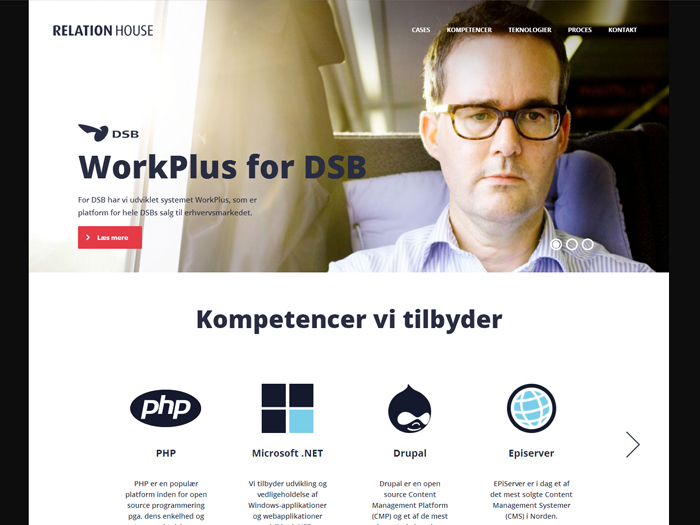 RELATION HOUSE
CASES KOMPETENCER TEKNOLOGIER PROCES KONTAKT
DSB
WorkPlus for DSB
For DSB har vi udviklet systemet WorkPlus, som er
platform for hele DSBs salg til erhvervsmarkedet.
Læs mere
Kompetencer vi tilbyder
php
PHP
PHP er en populær
platform inden for open
source programmering
pga. dens enkelhed og
Microsoft .NET
Vi tilbyder udvikling og
vedligeholdelse af
Windows-applikationer
og webapplikationer
Drupal
Drupal er en open
source Content
Management Platform
(CMP) og et af de mest
Episerver
EPiServer er i dag et af
det mest solgte Content
Management Systemer
(CMS) i Norden.